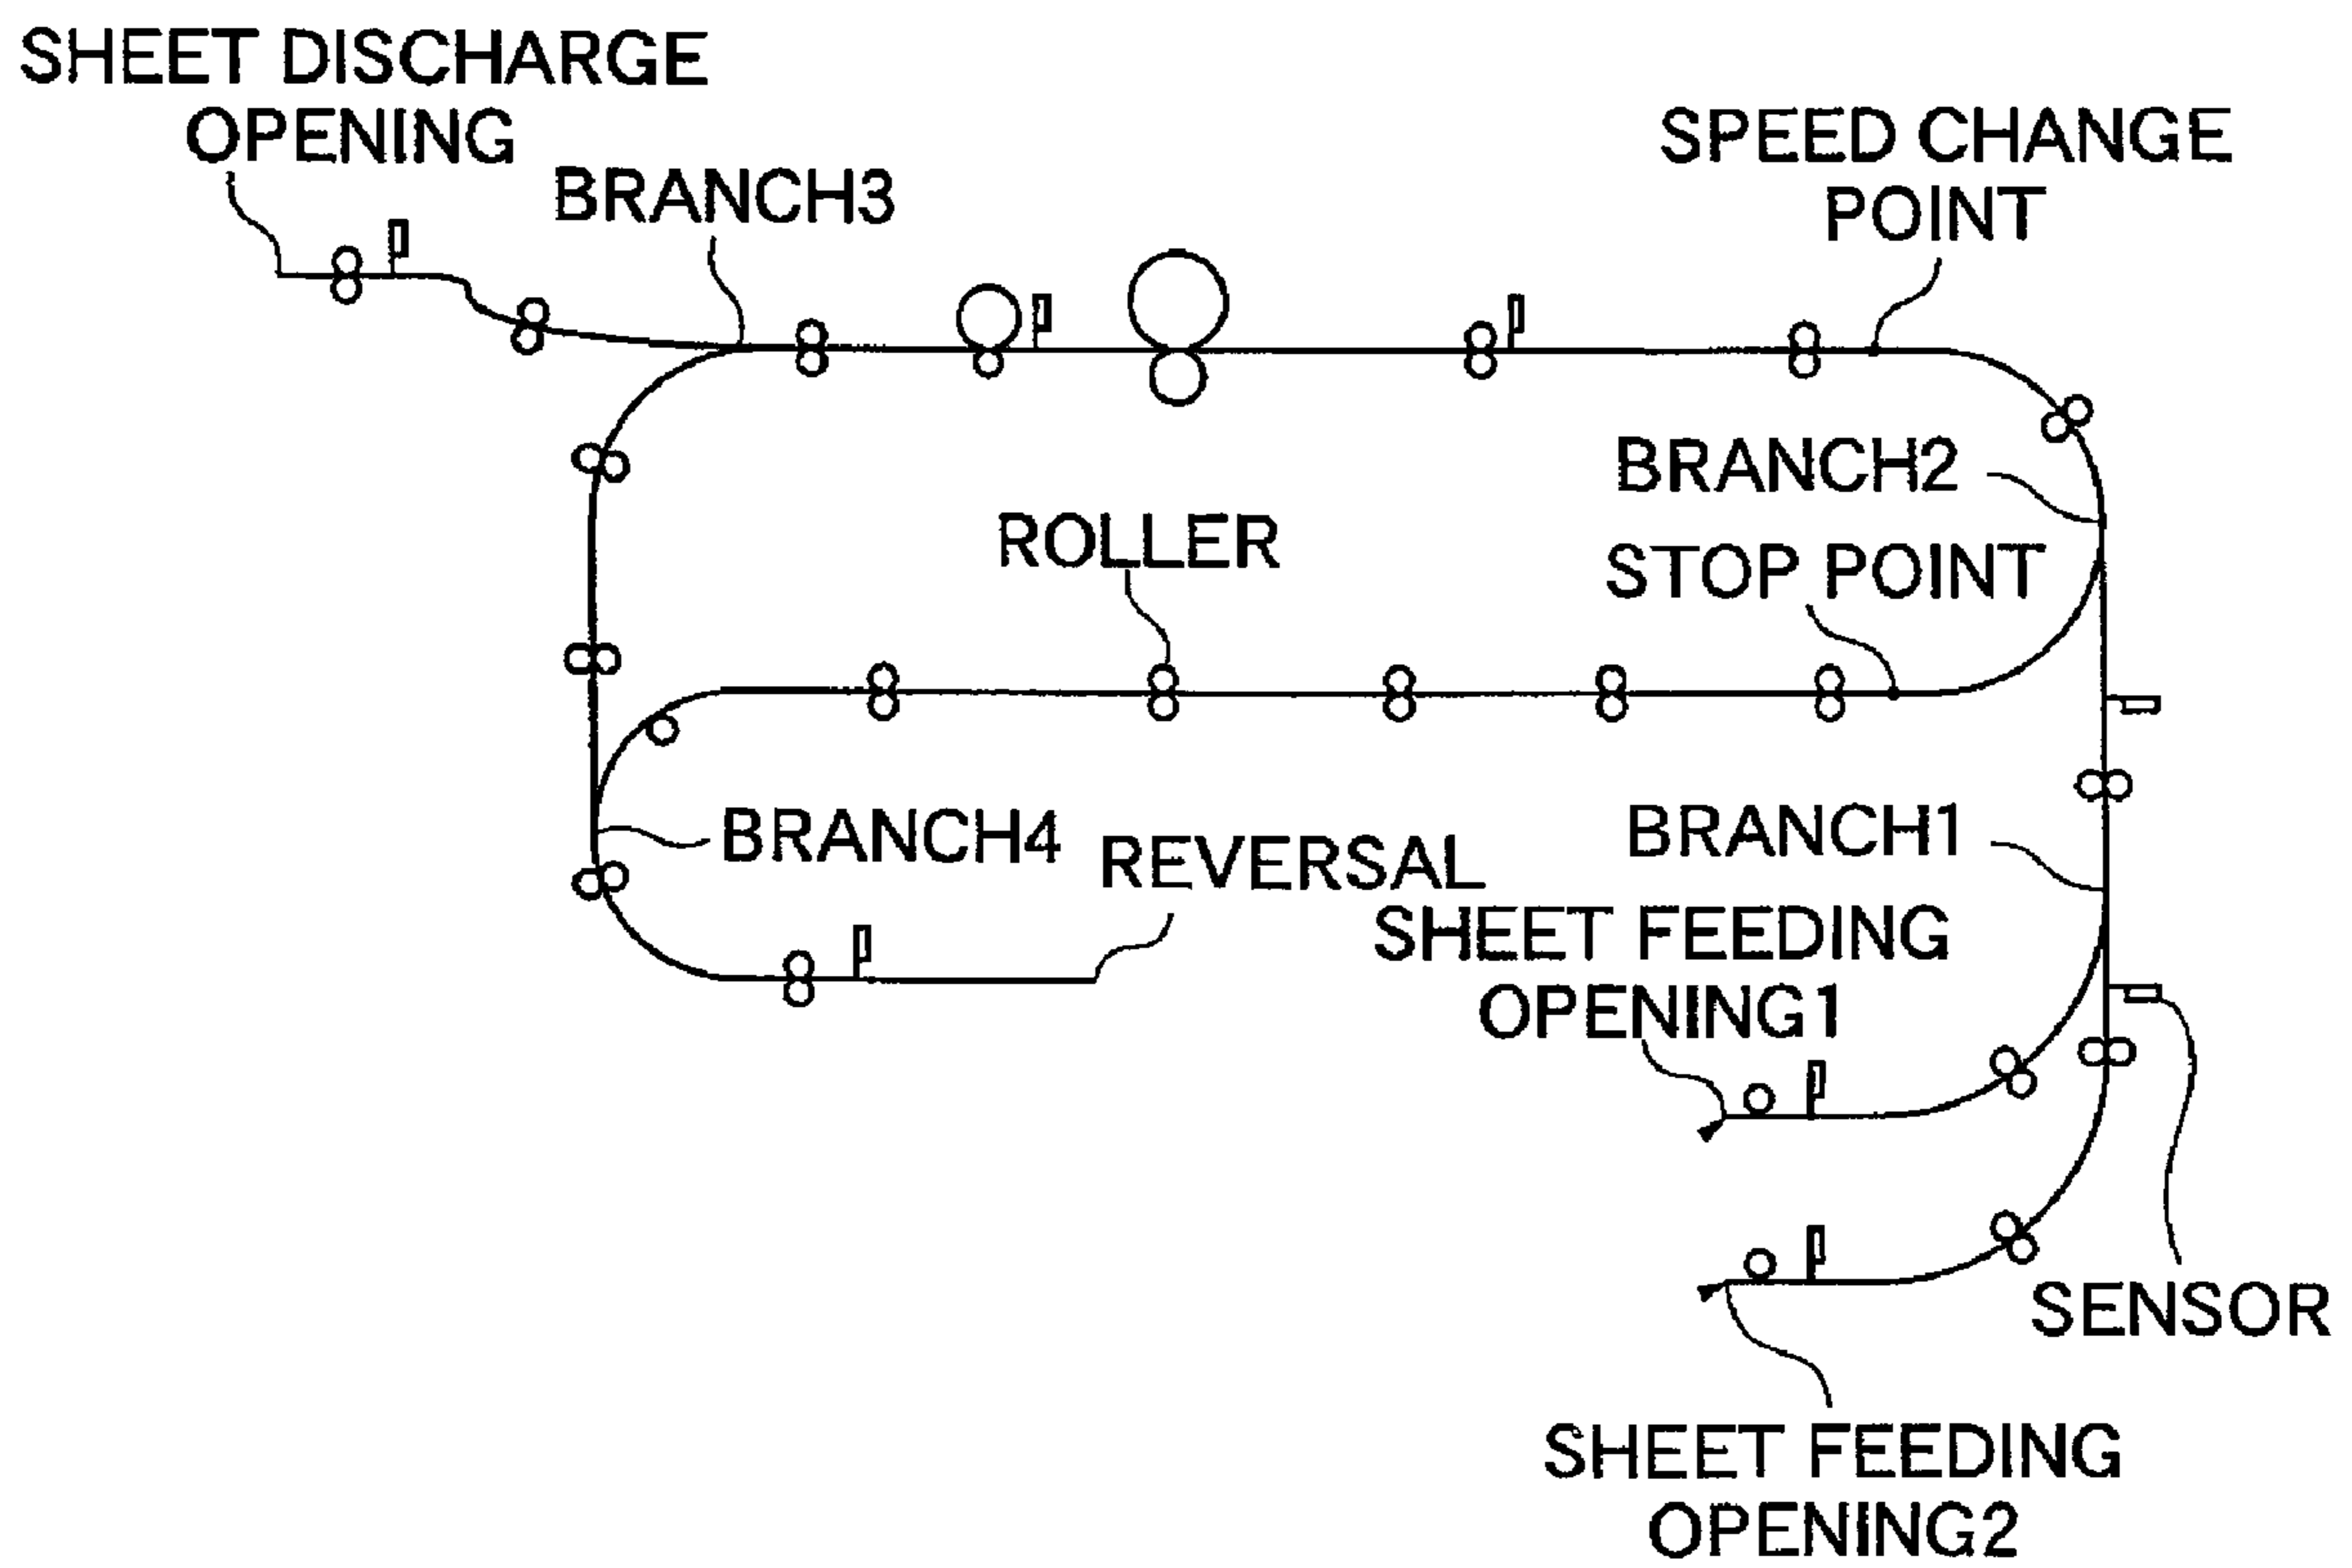 SHEET DISCHARGE
OPENING
BRANCH3
SPEED CHANGE
POINT
BRANCH2
ROLLER
STOP POINT
BRANCH4
REVERSAL
BRANCH1
SHEET FEEDING
OPENING1
SENSOR
SHEET FEEDING
OPENING2